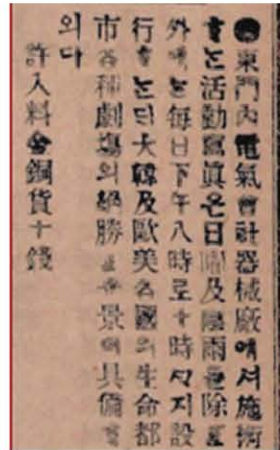 ●東門內電氣會社器械廠에셔施術
ᄒᆞᄂᆞᆫ活動寫眞은日曜及陰雨를除ᄒᆞᆫ
外에ᄂᆞᆫ每日下午八時로十時ᄭᆞ지設
行ᄒᆞᄂᆞᆫᄃᆡ大韓及歐美各國의生命都
市各種劇場의絶勝ᄒᆞᆫ景이具備ᄒᆞ
외다
許入料金銅貨十錢